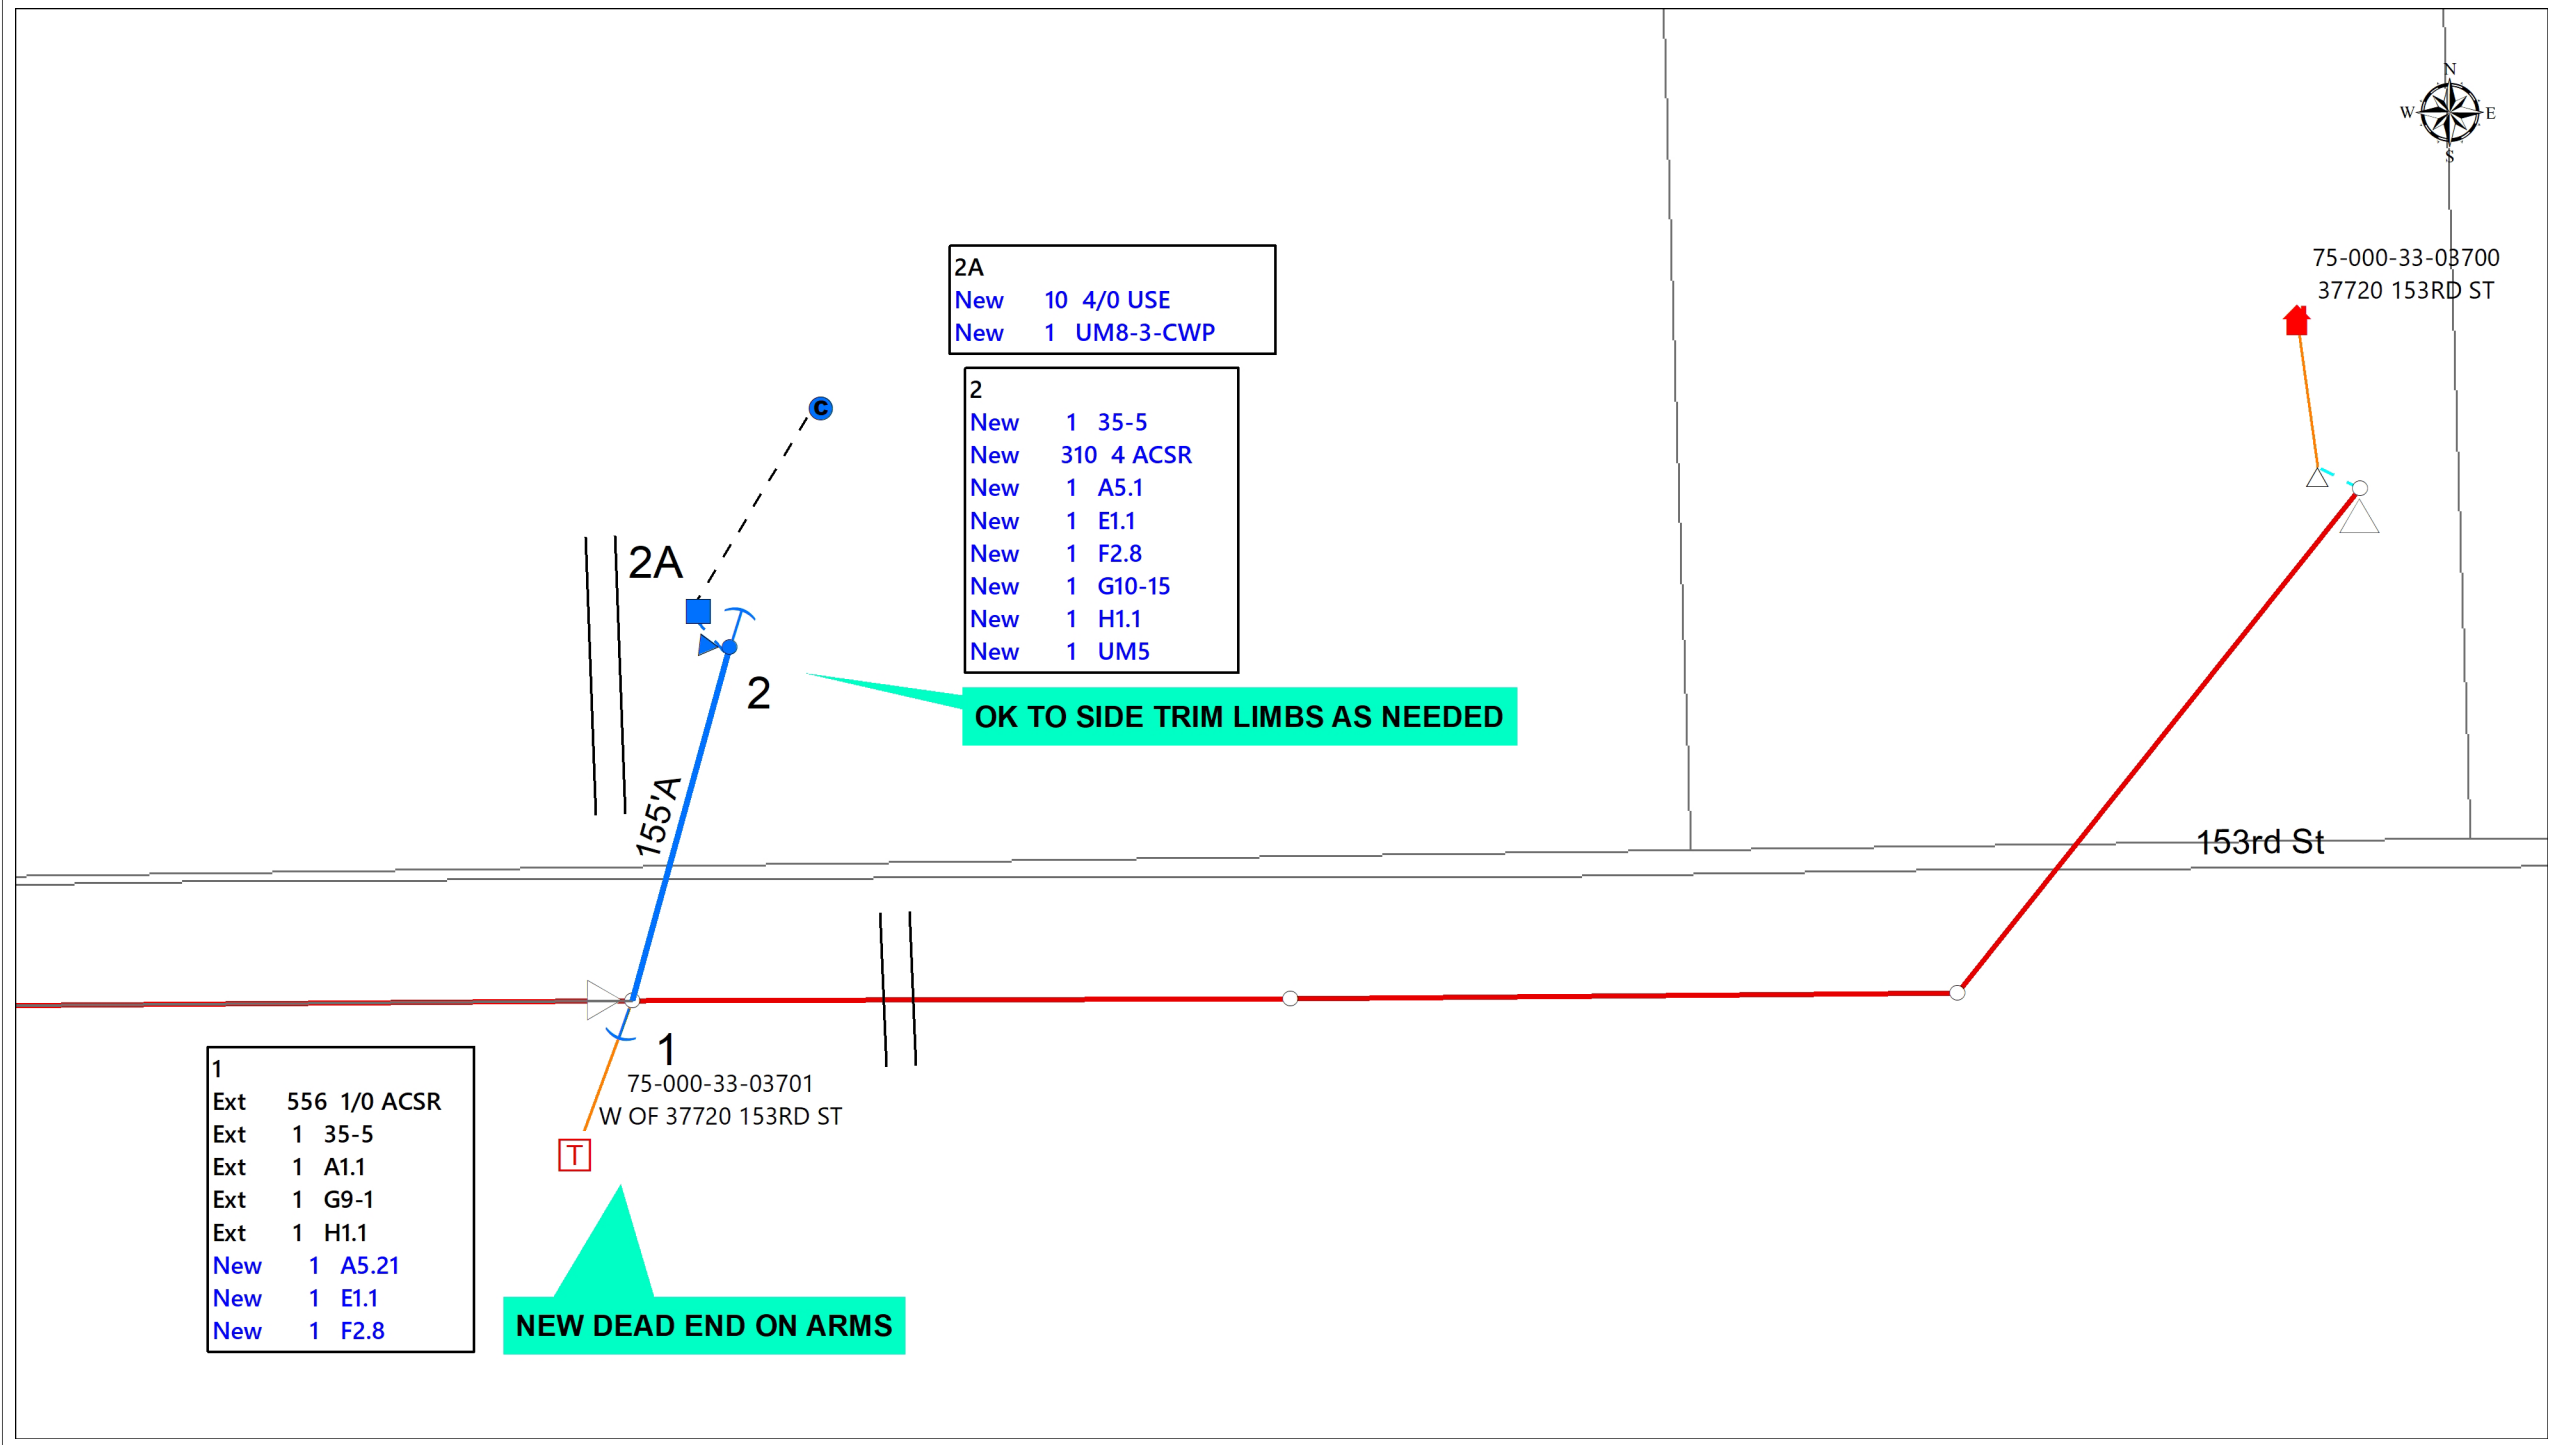 N
W E
S
75-000-33-03700
37720 153RD ST
2A
New 10 4/0 USE
New 1 UM8-3-CWP
2
New 1 35-5
New 310 4 ACSR
New 1 A5.1
New 1 E1.1
New 1 F2.8
New 1 G10-15
New 1 H1.1
New 1 UM5
C
2A
2
OK TO SIDE TRIM LIMBS AS NEEDED
155'A
153rd St
1
75-000-33-03701
W OF 37720 153RD ST
T
1
Ext 556 1/0 ACSR
Ext 1 35-5
Ext 1 A1.1
Ext 1 G9-1
Ext 1 H1.1
New 1 A5.21
New 1 E1.1
New 1 F2.8
NEW DEAD END ON ARMS